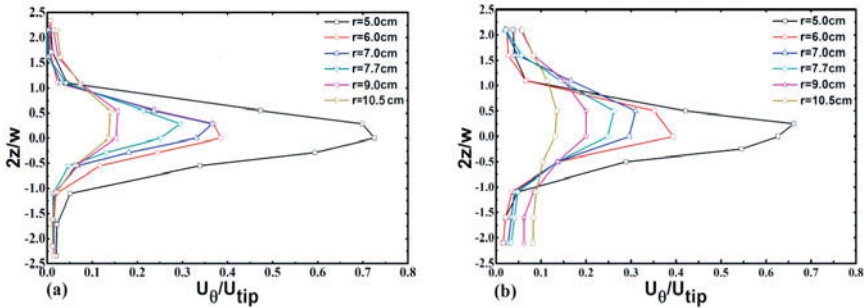 2.5
2.0
1.5
1.0
0.5
0.0
-0.5
-1.0
-1.5
-2.0
-2.5
2z/w
r=5.0cm
r=6.0cm
r=7.0cm
r=7.7cm
r=9.0cm
r=10.5cm
0.0 0.1 0.2 0.3 0.4 0.5 0.6 0.7 0.8
(a)
Uθ/Utip
2.5
2.0
1.5
1.0
0.5
0.0
-0.5
-1.0
-1.5
-2.0
-2.5
2z/w
r=5.0cm
r=6.0cm
r=7.0cm
r=7.7cm
r=9.0cm
r=10.5cm
0.0 0.1 0.2 0.3 0.4 0.5 0.6 0.7 0.8
(b)
Uθ/Utip